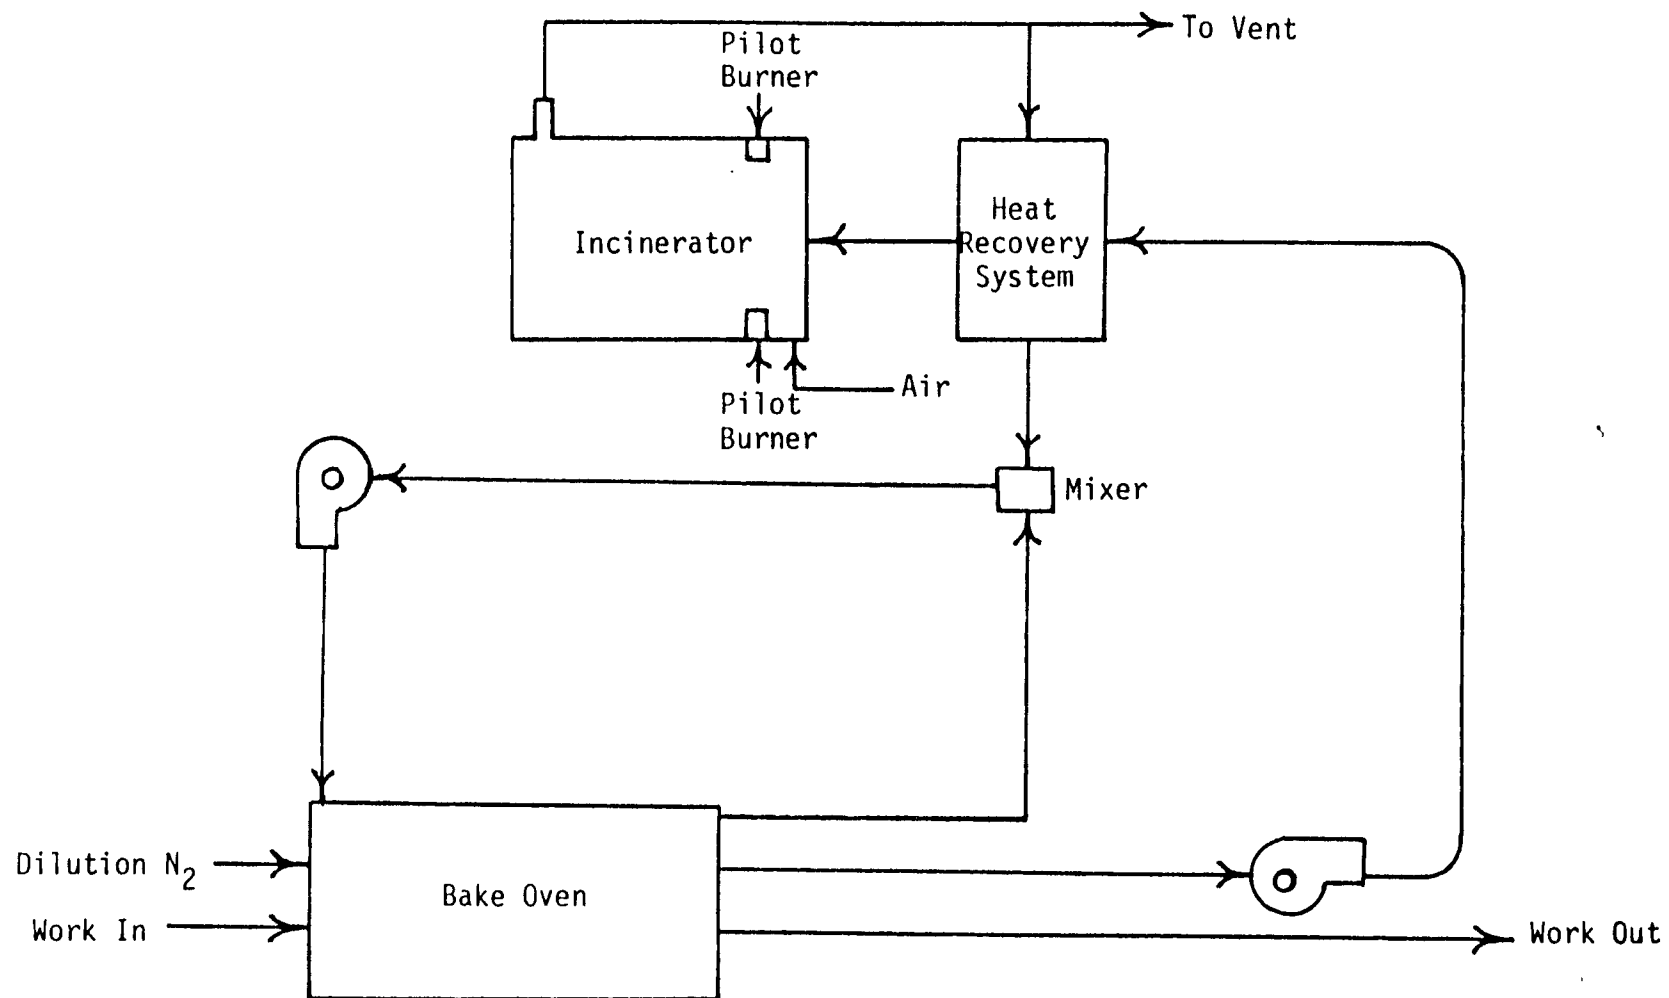 To Vent
Pilot
Burner
Heat
Recovery
System
Incinerator
Air
Pilot
Burner
Mixer
Dilution N2
Bake Oven
Work In
Work Out